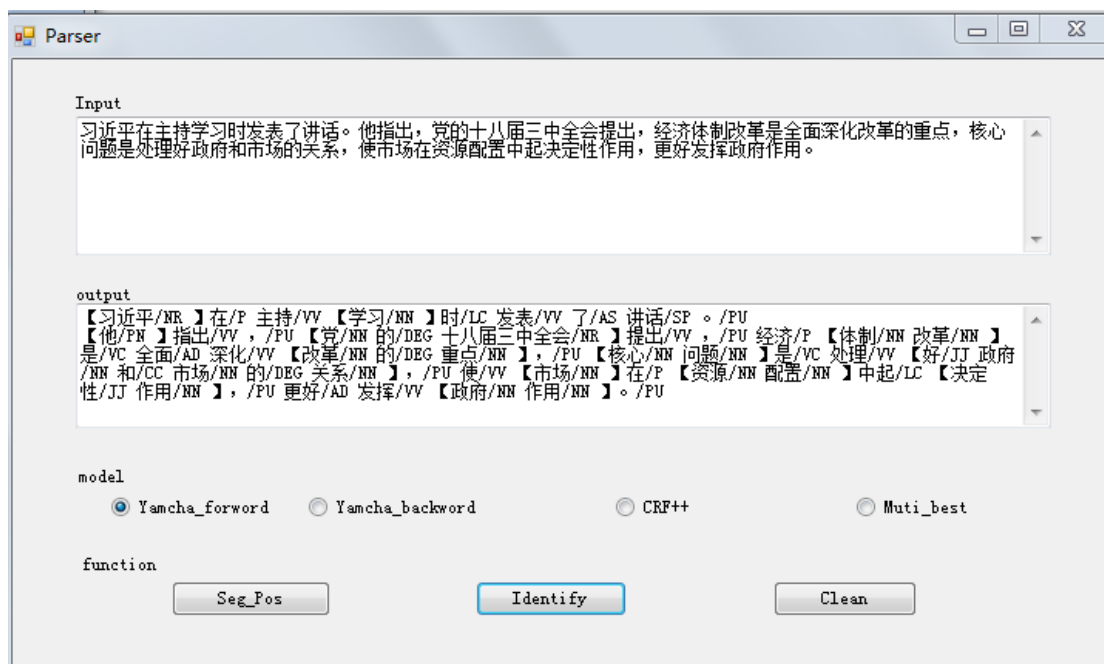 Parser
Input
习近平在主持学习时发表了讲话。他指出，党的十八届三中全会提出，经济体制改革是全面深化改革的重点，核心
问题是处理好政府和市场的关系，使市场在资源配置中起决定性作用，更好发挥政府作用。
output
【习近平/NR 】在/P 主持/VV 【学习/NN 】时/LC 发表/VV 了/AS 讲话/SP 。/PU
【他/PN 】指出/VV ，/PU 【党/NN 的/DEG 十八届三中全会/NR 】提出/VV ，/PU 经济/P 【体制/NN 改革/NN 】
是/VC 全面/AD 深化/VV 【改革/NN 的/DEG 重点/NN 】，/PU 【核心/NN 问题/NN 】是/VC 处理/VV 【好/JJ 政府
/NN 和/CC 市场/NN 的/DEG 关系/NN 】，/PU 使/VV 【市场/NN 】在/P 【资源/NN 配置/NN 】中起/LC 【决定
性/JJ 作用/NN 】，/PU 更好/AD 发挥/VV 【政府/NN 作用/NN 】。/PU
model
Yamcha_forword Yamcha_backword CRF++ Muti_best
function
Seg_Pos Identify Clean